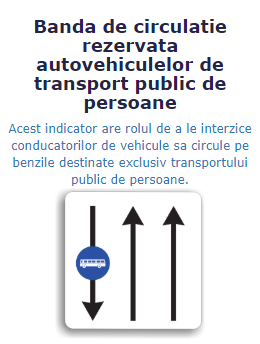 Banda de circulatie
rezervata
autovehiculelor de
transport public de
persoane
Acest indicator are rolul de a le interzice
conducatorilor de vehicule sa circule pe
benzile destinate exclusiv transportului
public de persoane.